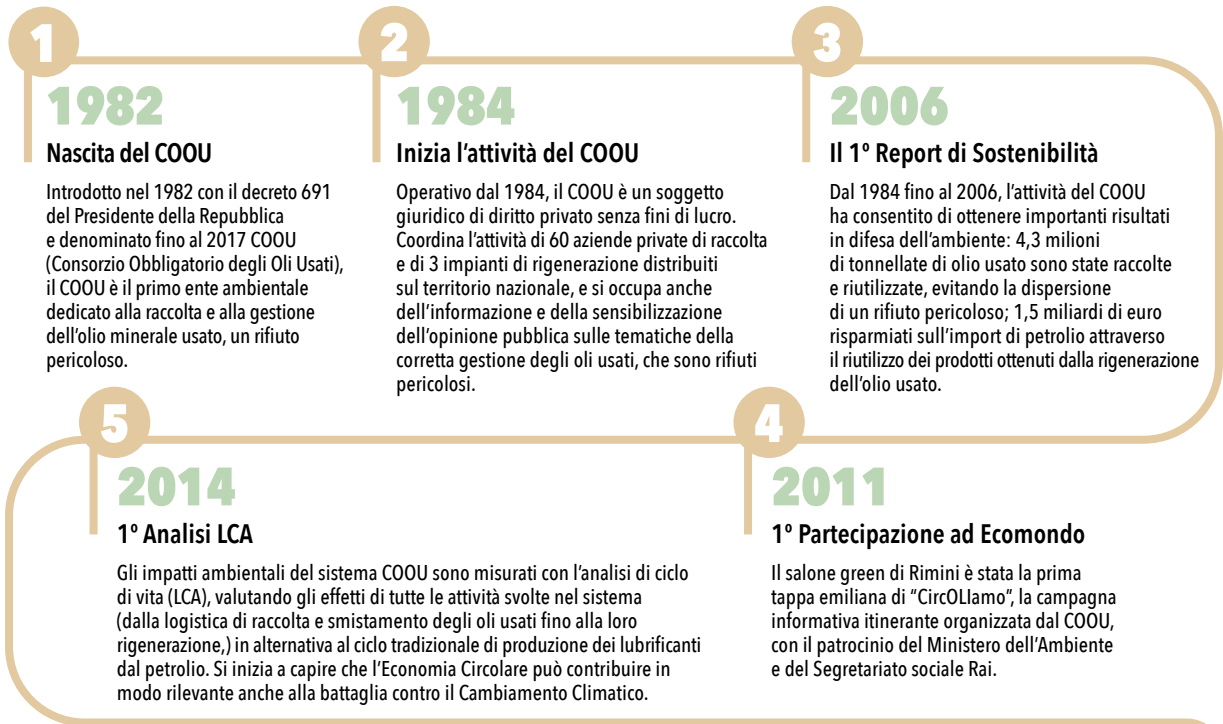 1
1982
Nascita del COOU
Introdotto nel 1982 con il decreto 691
del Presidente della Repubblica
e denominato fino al 2017 COOU
(Consorzio Obbligatorio degli Oli Usati),
il COOU è il primo ente ambientale
dedicato alla raccolta e alla gestione
dell'olio minerale usato, un rifiuto
pericoloso.
2
1984
Inizia l'attività del COOU
Operativo dal 1984, il COOU è un soggetto
giuridico di diritto privato senza fini di lucro.
Coordina l'attività di 60 aziende private di raccolta
e di 3 impianti di rigenerazione distribuiti
sul territorio nazionale, e si occupa anche
dell'informazione e della sensibilizzazione
dell'opinione pubblica sulle tematiche della
corretta gestione degli oli usati, che sono rifiuti
pericolosi.
3
2006
Il 1º Report di Sostenibilità
Dal 1984 fino al 2006, l'attività del COOU
ha consentito di ottenere importanti risultati
in difesa dell'ambiente: 4,3 milioni
di tonnellate di olio usato sono state raccolte
e riutilizzate, evitando la dispersione
di un rifiuto pericoloso; 1,5 miliardi di euro
risparmiati sull'import di petrolio attraverso
il riutilizzo dei prodotti ottenuti dalla rigenerazione
dell'olio usato.
4
2011
1º Partecipazione ad Ecomondo
Il salone green di Rimini è stata la prima
tappa emiliana di "CircOLIamo", la campagna
informativa itinerante organizzata dal COOU,
con il patrocinio del Ministero dell'Ambiente
e del Segretariato sociale Rai.
5
2014
1º Analisi LCA
Gli impatti ambientali del sistema COOU sono misurati con l'analisi di ciclo
di vita (LCA), valutando gli effetti di tutte le attività svolte nel sistema
(dalla logistica di raccolta e smistamento degli oli usati fino alla loro
rigenerazione,) in alternativa al ciclo tradizionale di produzione dei lubrificanti
dal petrolio. Si inizia a capire che l'Economia Circolare può contribuire in
modo rilevante anche alla battaglia contro il Cambiamento Climatico.